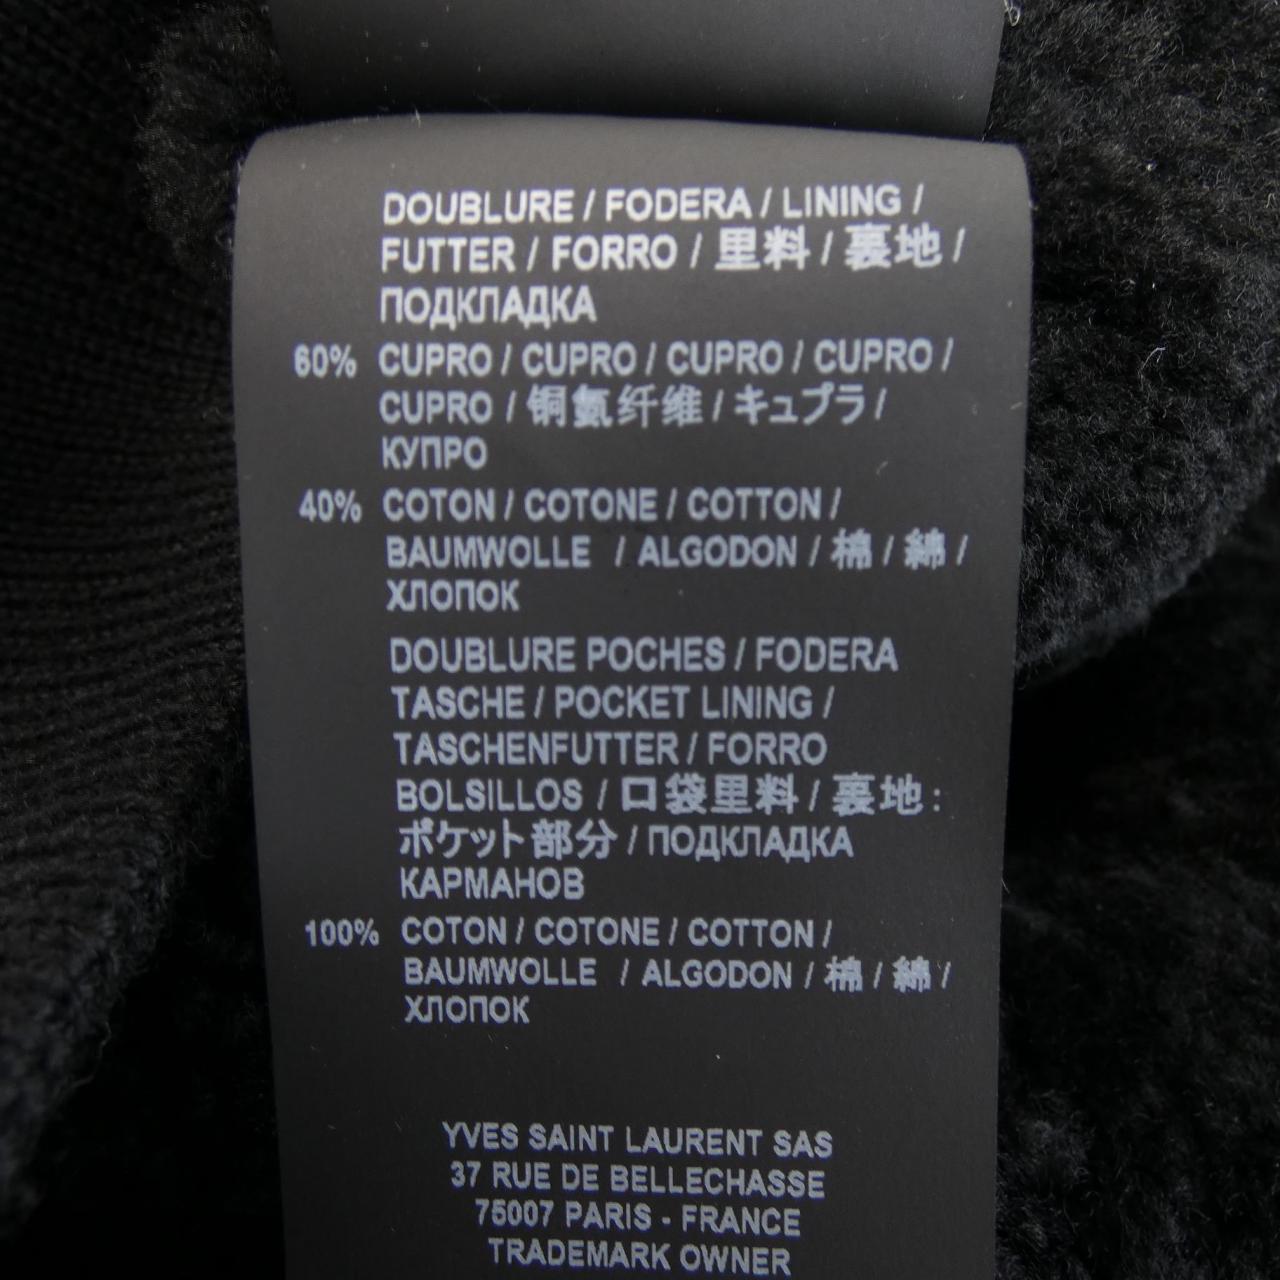 DOUBLURE / FODERA / LINING /
FUTTER / FORRO / 里料 / 裏地 /
ПОДКЛАДКА
60% CUPRO / CUPRO / CUPRO / CUPRO /
CUPRO / 铜氨纤维 / キュプラ /
КУПРО
40% COTON / COTONE / COTTON /
BAUMWOLLE / ALGODON / 棉 / 綿 /
ХЛОПОК
DOUBLURE POCHES / FODERA
TASCHE / POCKET LINING /
TASCHENFUTTER / FORRO
BOLSILLOS / 口袋里料 / 裏地:
ポケット部分 / ПОДКЛАДКА
КАРМАНОВ
100% COTON / COTONE / COTTON /
BAUMWOLLE / ALGODON / 棉 / 綿 /
ХЛОПОК
YVES SAINT LAURENT SAS
37 RUE DE BELLECHASSE
75007 PARIS - FRANCE
TRADEMARK OWNER